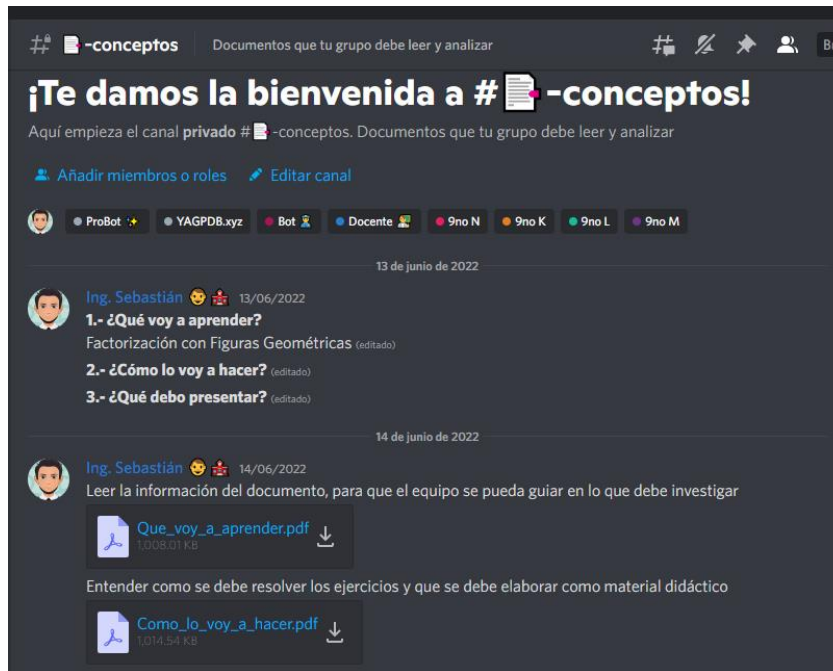 -conceptos Documentos que tu grupo debe leer y analizar
¡Te damos la bienvenida a # -conceptos!
Aquí empieza el canal privado # -conceptos. Documentos que tu grupo debe leer y analizar
Añadir miembros o roles Editar canal
ProBot YAGPDB.xyz Bot Docente 9no N 9no K 9no L 9no M
13 de junio de 2022
Ing. Sebastián 13/06/2022
1.- ¿Qué voy a aprender?
Factorización con Figuras Geométricas (editado)
2.- ¿Cómo lo voy a hacer? (editado)
3.- ¿Qué debo presentar? (editado)
14 de junio de 2022
Ing. Sebastián 14/06/2022
Leer la información del documento, para que el equipo se pueda guiar en lo que debe investigar
Que_voy_a_aprender.pdf
1,008.01 KB
Entender como se debe resolver los ejercicios y que se debe elaborar como material didáctico
Como_lo_voy_a_hacer.pdf
1,014.54 KB